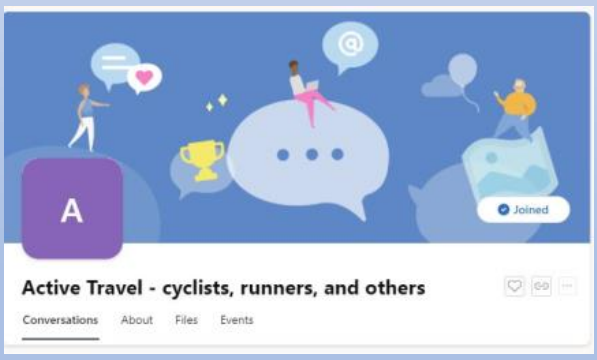 @
A
Joined
Active Travel - cyclists, runners, and others
Conversations About Files Events